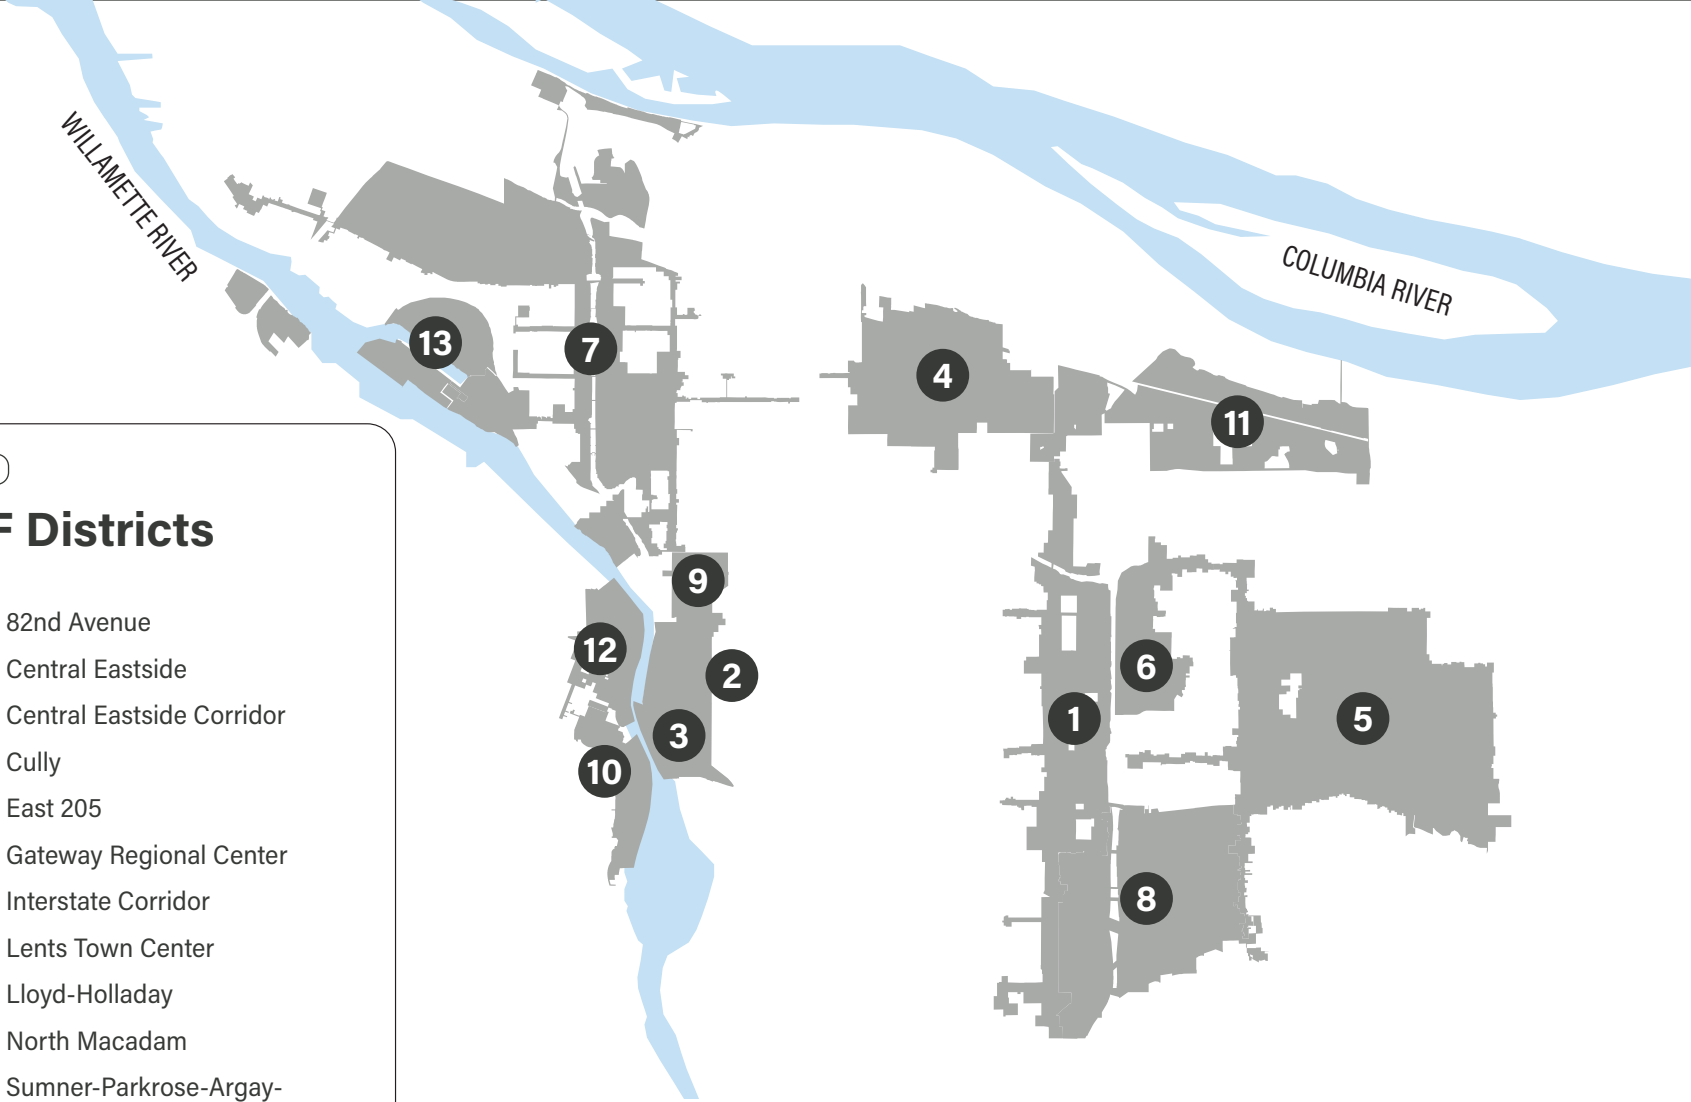 WILLAMETTE RIVER
COLUMBIA RIVER
13
7
4
11
9
12
2
6
1
5
3
10
8
F Districts
82nd Avenue
Central Eastside
Central Eastside Corridor
Cully
East 205
Gateway Regional Center
Interstate Corridor
Lents Town Center
Lloyd-Holladay
North Macadam
Sumner-Parkrose-Argay-